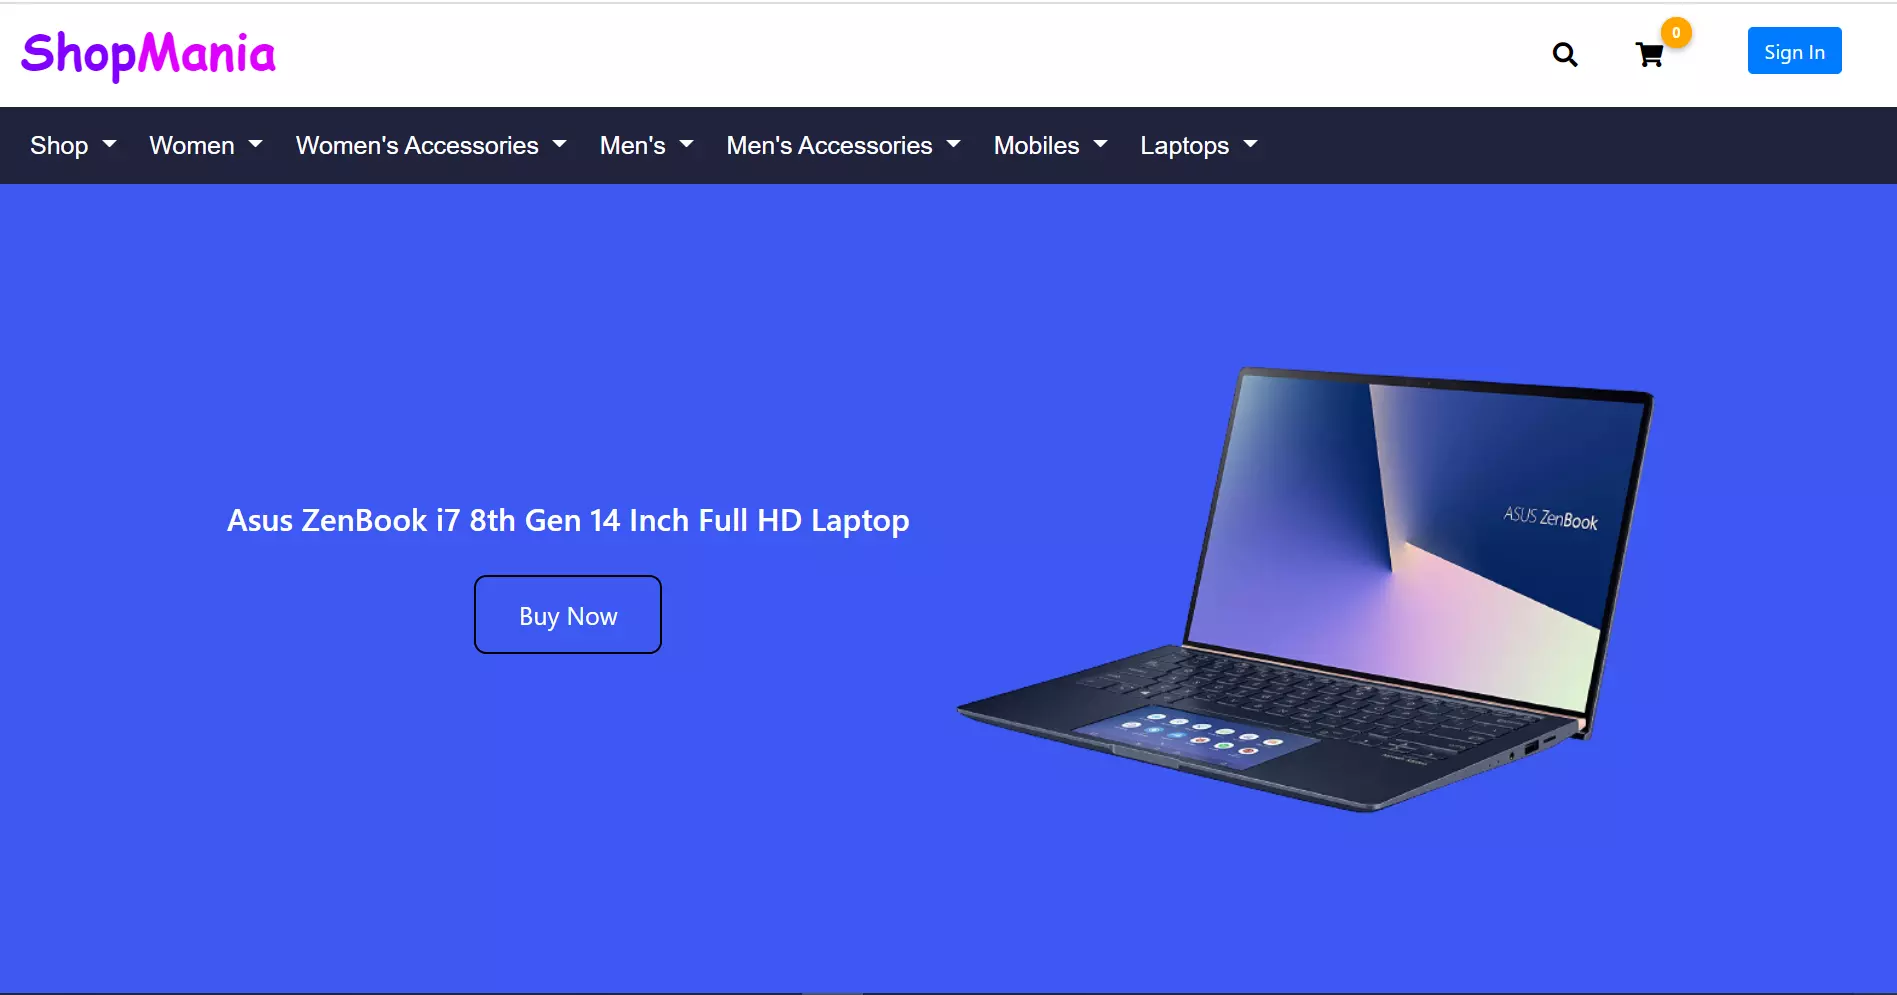 ShopMania
0
Sign In
Shop Women Women's Accessories Men's Men's Accessories Mobiles Laptops
ASUS ZenBook
Asus ZenBook i7 8th Gen 14 Inch Full HD Laptop
Buy Now